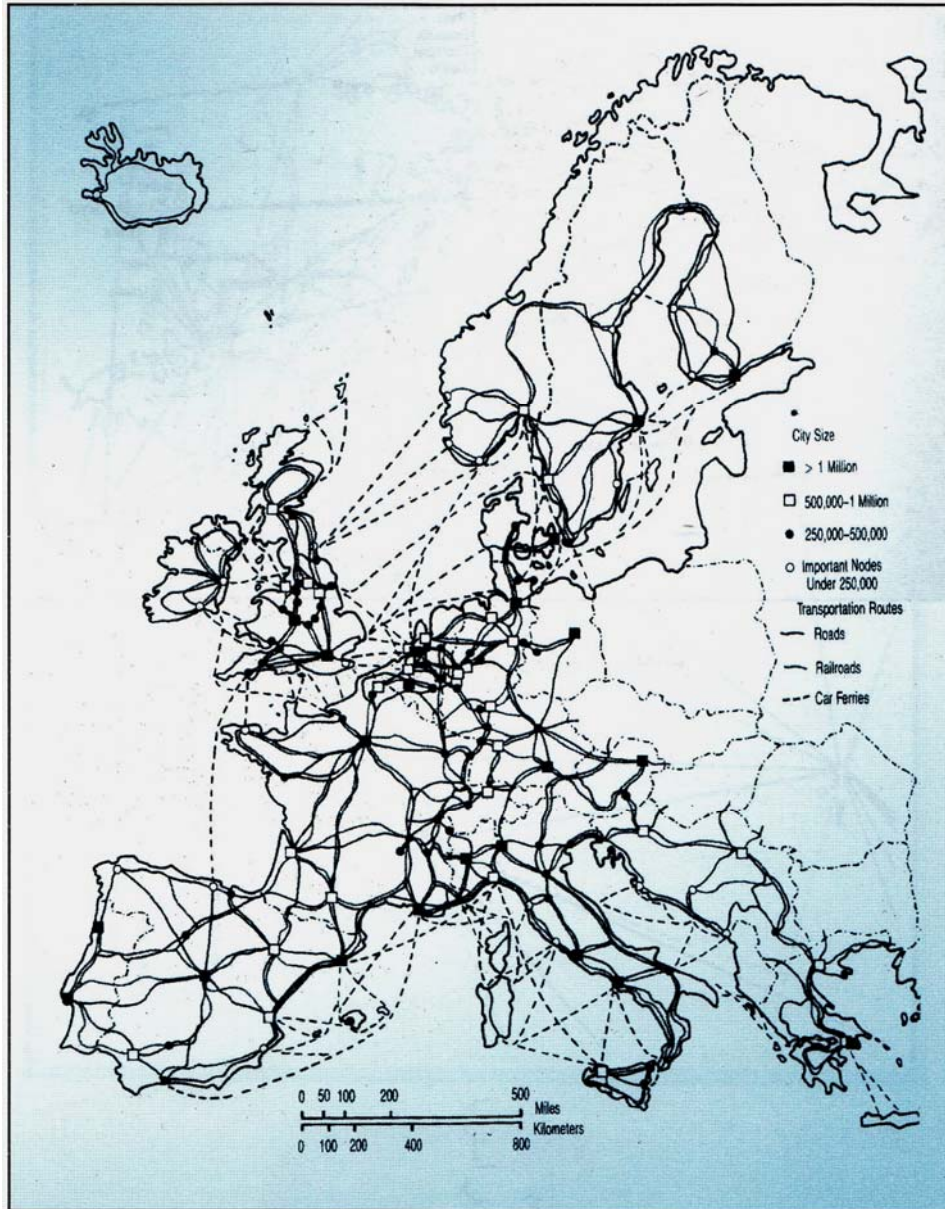 City Size
> 1 Million
500,000–1 Million
250,000–500,000
Important Nodes
Under 250,000
Transportation Routes
Roads
Railroads
Car Ferries
0 50 100 200 500
Miles
Kilometers
0 100 200 400 800